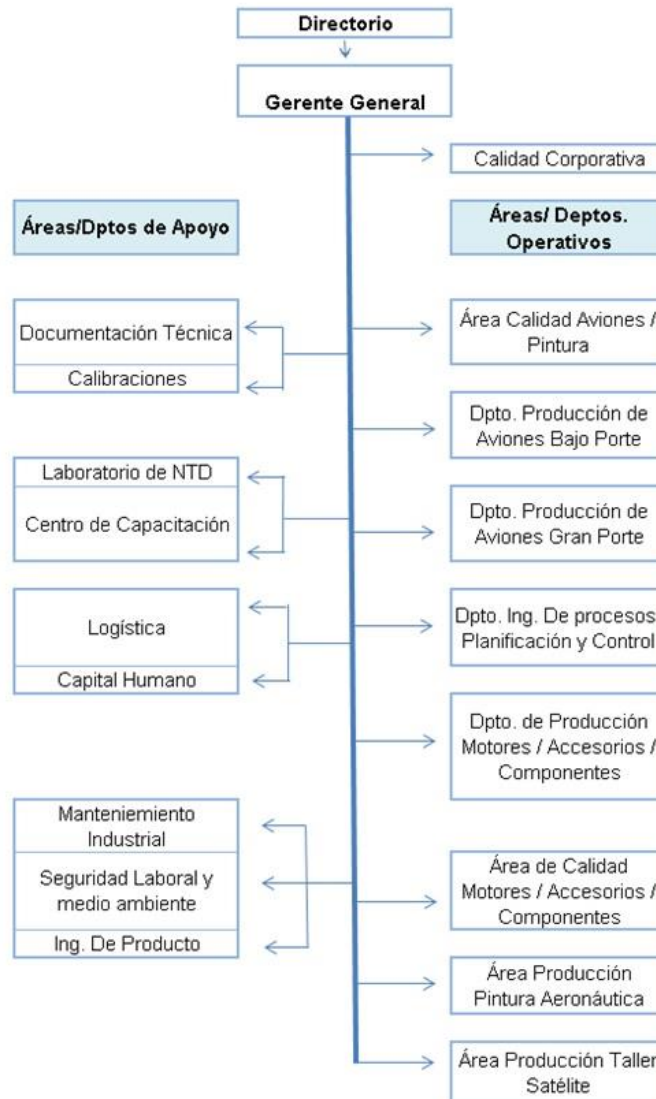 Directorio
Gerente General
Calidad Corporativa
Áreas/Dptos de Apoyo
Áreas/ Deptos.
Operativos
Documentación Técnica
Calibraciones
Laboratorio de NTD
Centro de Capacitación
Logística
Capital Humano
Manteniemiento
Industrial
Seguridad Laboral y
medio ambiente
Ing. De Producto
Área Calidad Aviones /
Pintura
Dpto. Producción de
Aviones Bajo Porte
Dpto. Producción de
Aviones Gran Porte
Dpto. Ing. De procesos
Planificación y Control
Dpto. de Producción
Motores / Accesorios /
Componentes
Área de Calidad
Motores / Accesorios /
Componentes
Área Producción
Pintura Aeronáutica
Área Producción Taller
Satélite